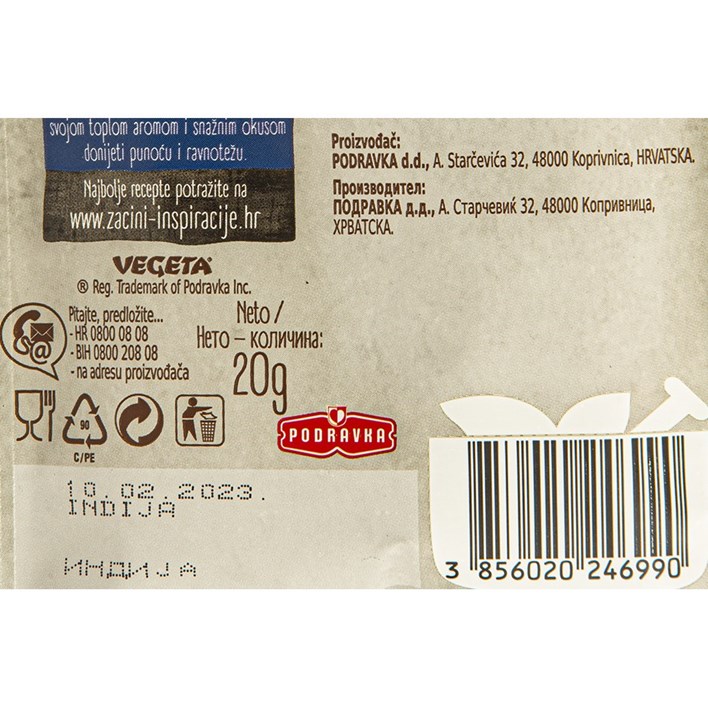 svojom toplom aromom i snažnim okusom
donijeti punoću i ravnotežu.
Najbolje recepte potražite na
www.zacini-inspiracije.hr
VEGETA®
® Reg. Trademark of Podravka Inc.
Pitajte, predložite...
- HR 0800 08 08
- BIH 0800 208 08
- na adresu proizvođača
Neto /
Нето – количина:
20g
90
C/PE
PODRAVKA
10.02.2023.
INDIJA
ИНДИЈА
Proizvođač:
PODRAVKA d.d., A. Starčevića 32, 48000 Koprivnica, HRVATSKA.
Производител:
ПОДРАВКА д.д., А. Старчевиќ 32, 48000 Копривница,
ХРВАТСКА.
3 856020 246990